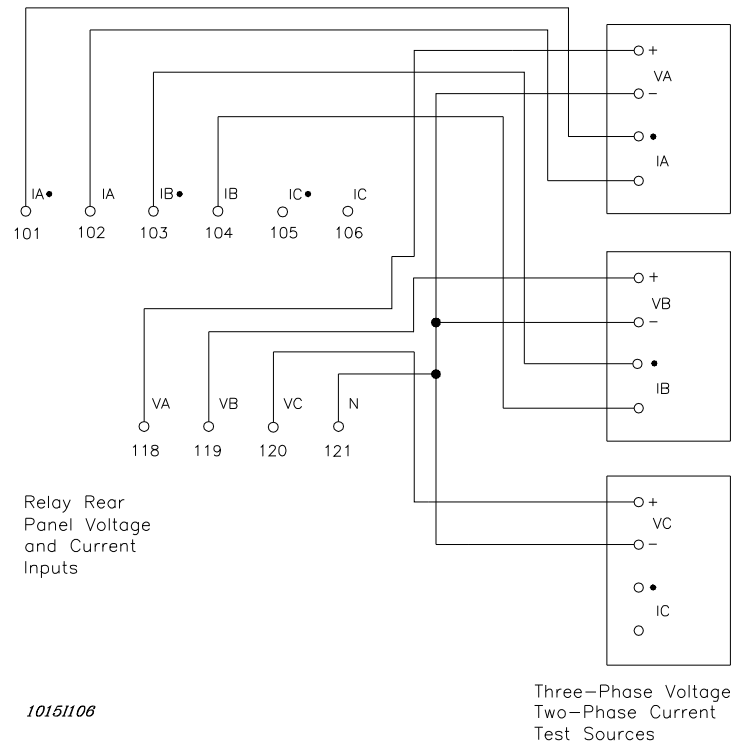 +
VA
−
•
IA
IA• IA IB• IB IC• IC
101 102 103 104 105 106
+
VB
−
•
IB
VA VB VC N
118 119 120 121
+
VC
−
•
IC
Relay Rear
Panel Voltage
and Current
Inputs
Three−Phase Voltage
Two−Phase Current
Test Sources
1015I106